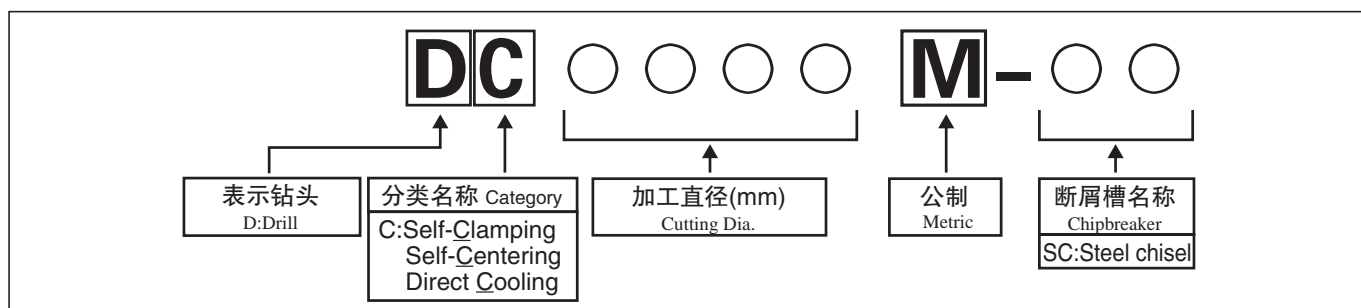 DC ○○○○ M-○○
表示钻头
D:Drill
分类名称 Category
C:Self-Clamping
Self-Centering
Direct Cooling
加工直径(mm)
Cutting Dia.
公制
Metric
断屑槽名称
Chipbreaker
SC:Steel chisel